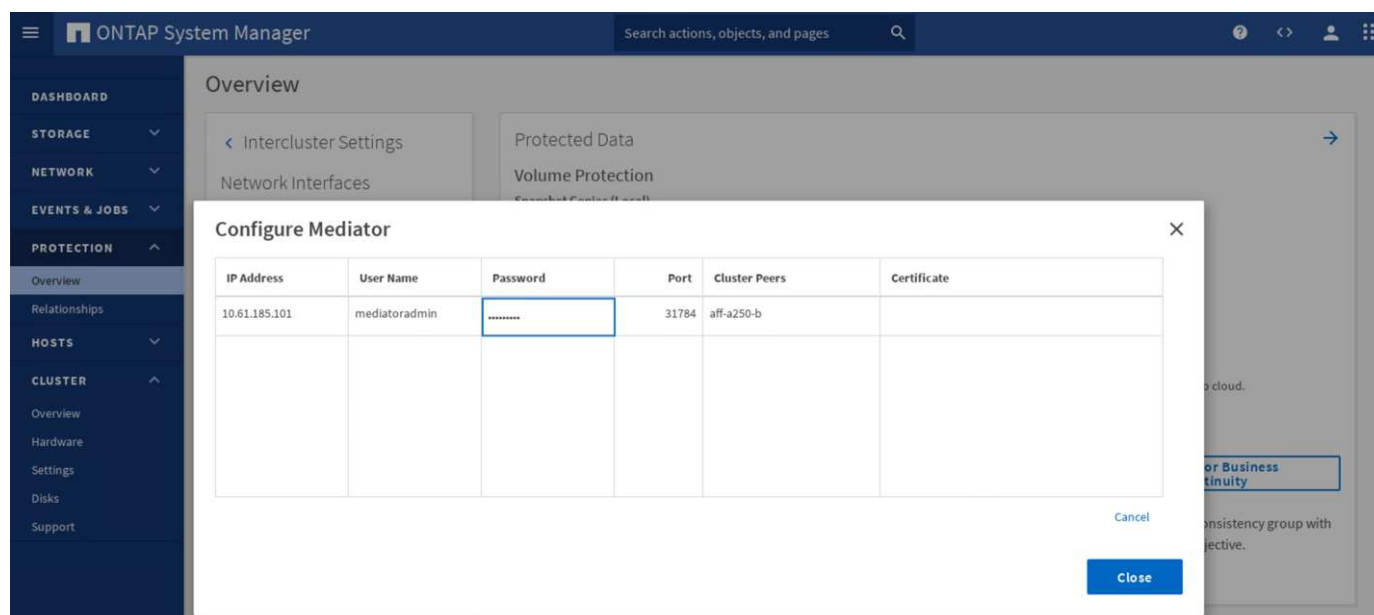 ONTAP System Manager
Search actions, objects, and pages
DASHBOARD
STORAGE
NETWORK
EVENTS & JOBS
PROTECTION
Overview
Relationships
HOSTS
CLUSTER
Overview
Hardware
Settings
Disks
Support
Overview
Intercluster Settings
Network Interfaces
Protected Data
Volume Protection
Snapshot Copies (Local)
Configure Mediator
IP Address User Name Password Port Cluster Peers Certificate
10.61.185.101 mediatoradmin 31784 aff-a250-b
Cancel
Close
cloud.
or Business
tinuity
onsistency group with
jective.